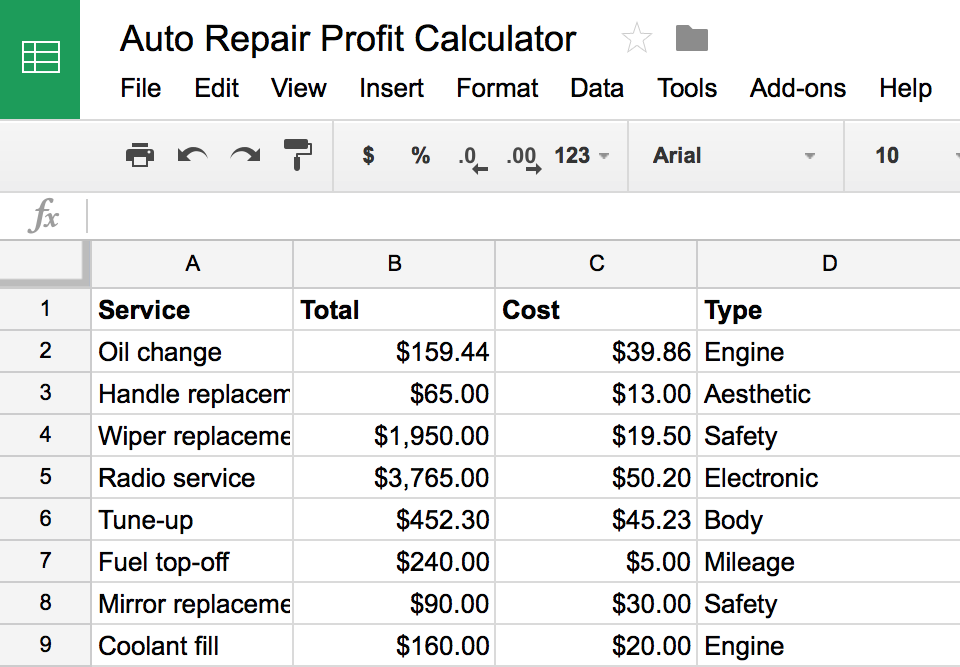 Auto Repair Profit Calculator
File Edit View Insert Format Data Tools Add-ons Help
$ % .0 .00 123 Arial 10
fx
A B C D
1 Service Total Cost Type
2 Oil change $159.44 $39.86 Engine
3 Handle replacem $65.00 $13.00 Aesthetic
4 Wiper replaceme $1,950.00 $19.50 Safety
5 Radio service $3,765.00 $50.20 Electronic
6 Tune-up $452.30 $45.23 Body
7 Fuel top-off $240.00 $5.00 Mileage
8 Mirror replaceme $90.00 $30.00 Safety
9 Coolant fill $160.00 $20.00 Engine